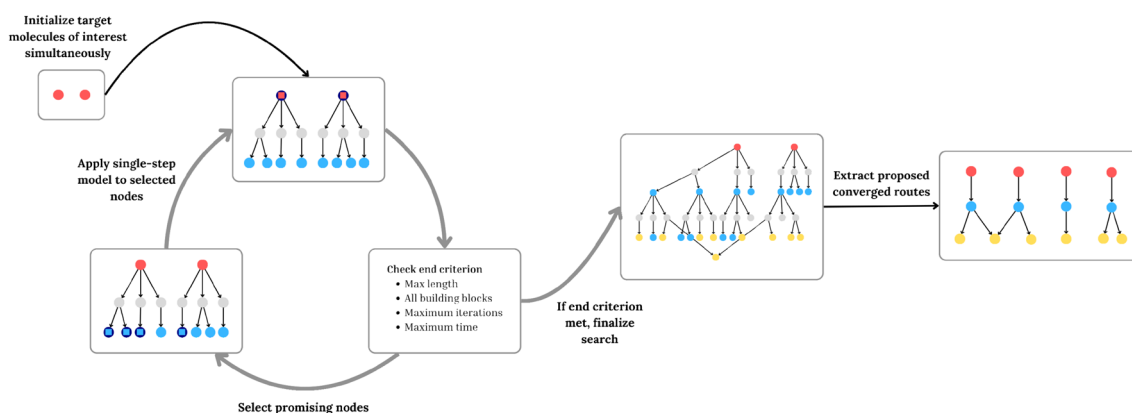 Initialize target
molecules of interest
simultaneously
Apply single-step
model to selected
nodes
Check end criterion
• Max length
• All building blocks
• Maximum iterations
• Maximum time
Select promising nodes
If end criterion
met, finalize
search
Extract proposed
converged routes